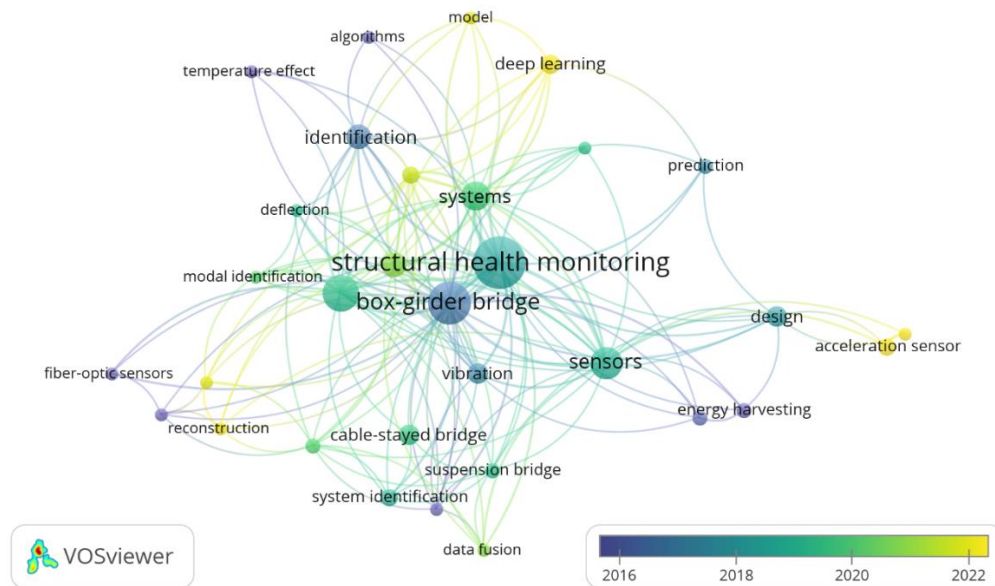 model
algorithms
deep learning
temperature effect
identification
prediction
systems
deflection
structural health monitoring
modal identification
box-girder bridge
design
acceleration sensor
sensors
fiber-optic sensors
vibration
energy harvesting
reconstruction
cable-stayed bridge
suspension bridge
system identification
data fusion
VOSviewer
2016 2018 2020 2022